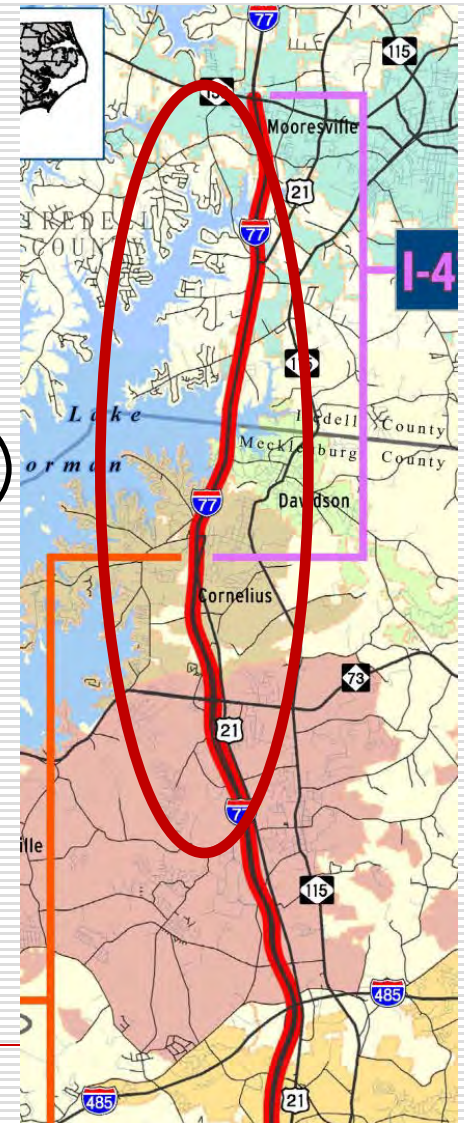 77
115
Mooresville
21
77
COUNTY
I-4
Lake
Iredell County
Mecklenburg County
orman
Davidson
77
Cornelius
73
21
ille
115
485
485
21